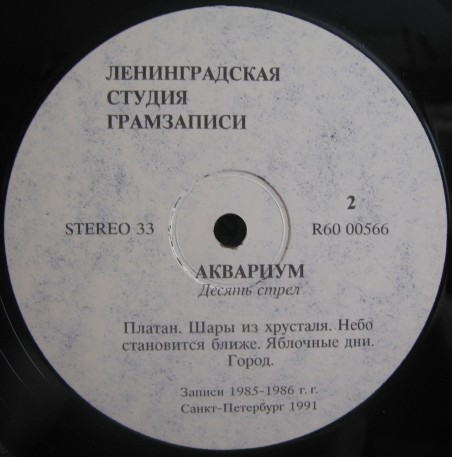 ЛЕНИНГРАДСКАЯ
СТУДИЯ
ГРАМЗАПИСИ
2
STEREO 33
R60 00566
АКВАРИУМ
Десять стрел
Платан. Шары из хрусталя. Небо
становится ближе. Яблочные дни.
Город.
Записи 1985-1986 г. г.
Санкт-Петербург 1991